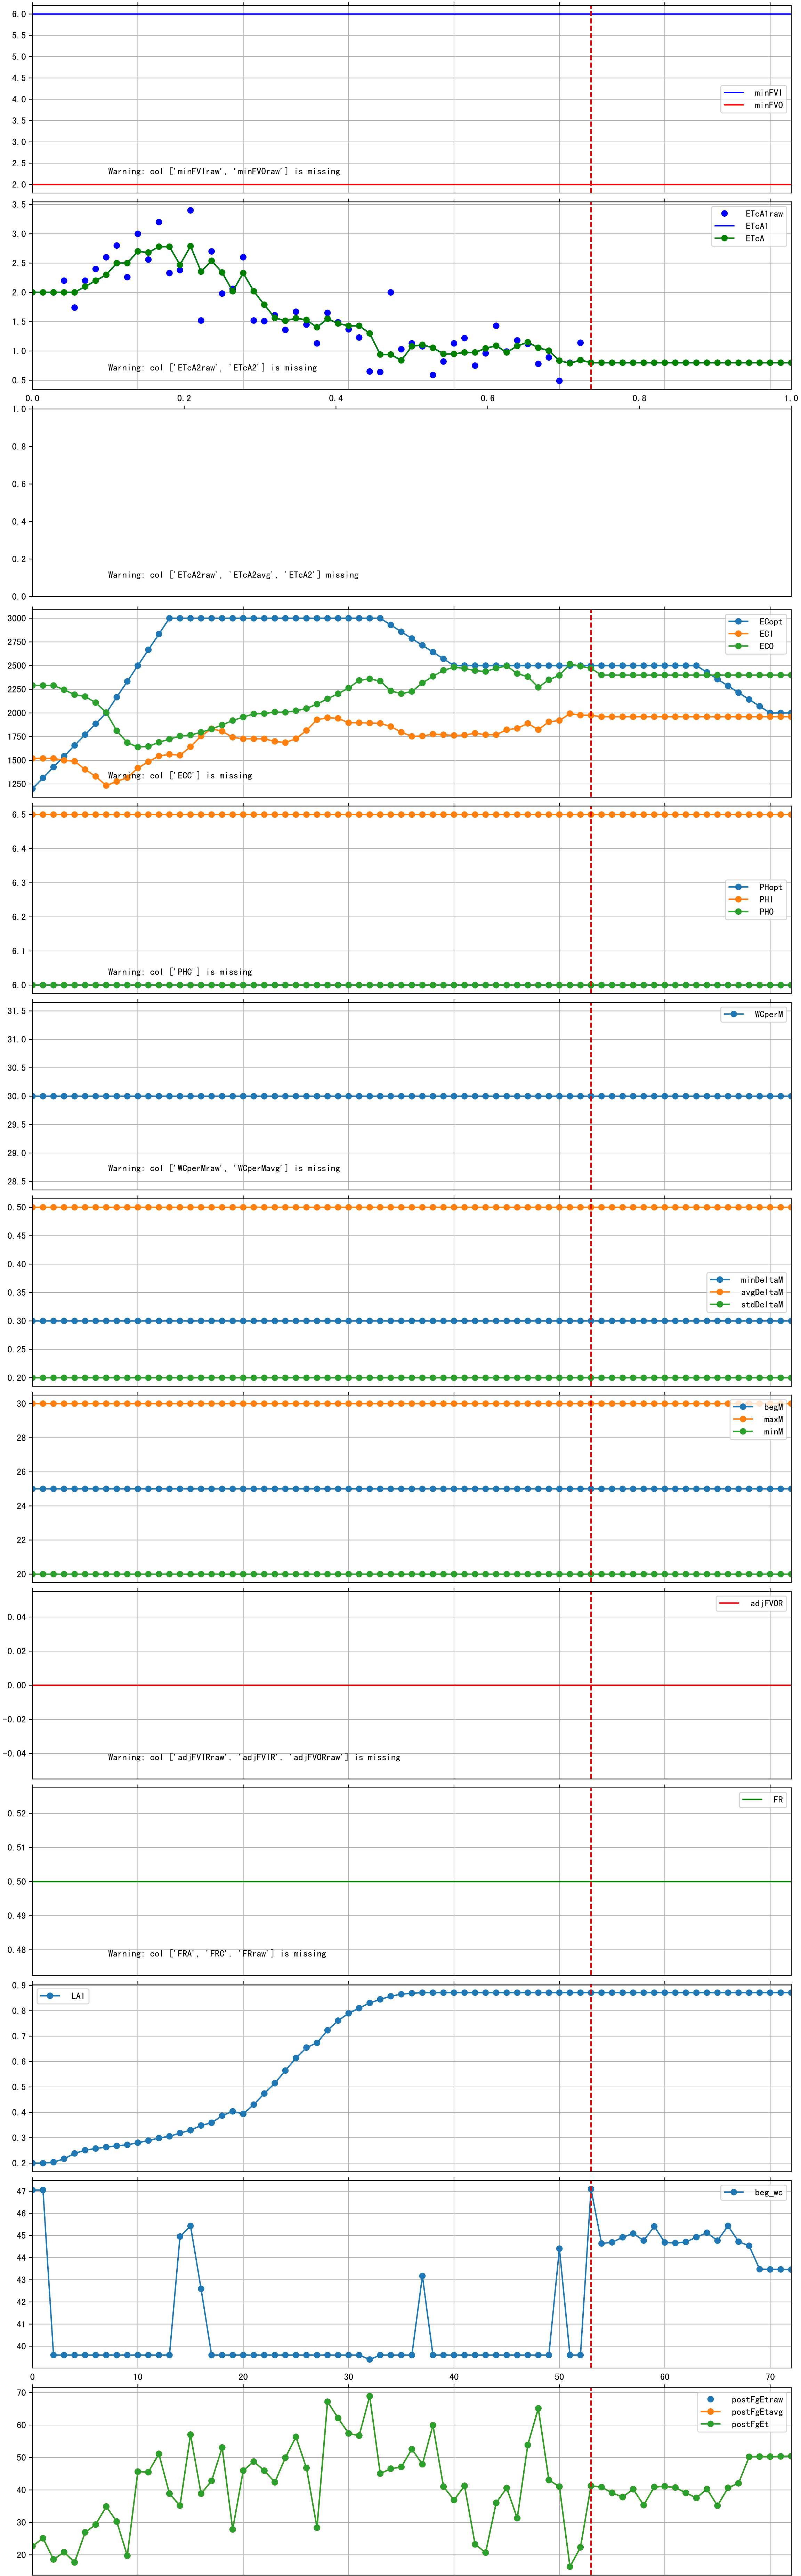 6.0
5.5
5.0
4.5
4.0
3.5
3.0
2.5
2.0
minFVI
minFVO
Warning: col ['minFVIraw', 'minFVOraw'] is missing
3.5
3.0
2.5
2.0
1.5
1.0
0.5
ETcA1raw
ETcA1
ETcA
Warning: col ['ETcA2raw', 'ETcA2'] is missing
0.0 0.2 0.4 0.6 0.8 1.0
1.0
0.8
0.6
0.4
0.2
0.0
Warning: col ['ETcA2raw', 'ETcA2avg', 'ETcA2'] missing
3000
2750
2500
2250
2000
1750
1500
1250
ECopt
ECI
ECO
Warning: col ['ECC'] is missing
6.5
6.4
6.3
6.2
6.1
6.0
PHopt
PHI
PHO
Warning: col ['PHC'] is missing
31.5
31.0
30.5
30.0
29.5
29.0
28.5
WCperM
Warning: col ['WCperMraw', 'WCperMavg'] is missing
0.50
0.45
0.40
0.35
0.30
0.25
0.20
minDeltaM
avgDeltaM
stdDeltaM
30
28
26
24
22
20
begM
maxM
minM
0.04
0.02
0.00
−0.02
−0.04
adjFVOR
Warning: col ['adjFVIRraw', 'adjFVIR', 'adjFVORraw'] is missing
0.52
0.51
0.50
0.49
0.48
FR
Warning: col ['FRA', 'FRC', 'FRraw'] is missing
0.9
0.8
0.7
0.6
0.5
0.4
0.3
0.2
LAI
47
46
45
44
43
42
41
40
beg_wc
0 10 20 30 40 50 60 70
70
60
50
40
30
20
postFgEtraw
postFgEtavg
postFgEt